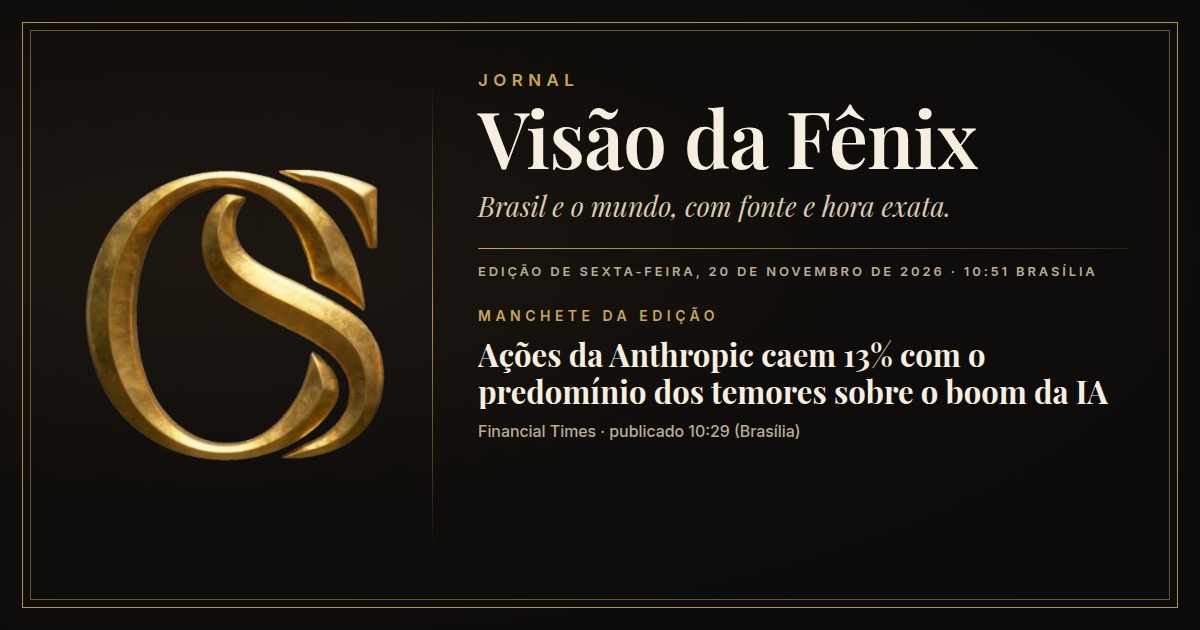 JORNAL
Visão da Fênix
Brasil e o mundo, com fonte e hora exata.
EDIÇÃO DE SEXTA-FEIRA, 20 DE NOVEMBRO DE 2026 · 10:51 BRASÍLIA
MANCHETE DA EDIÇÃO
Ações da Anthropic caem 13% com o
predomínio dos temores sobre o boom da IA
Financial Times · publicado 10:29 (Brasília)
OS